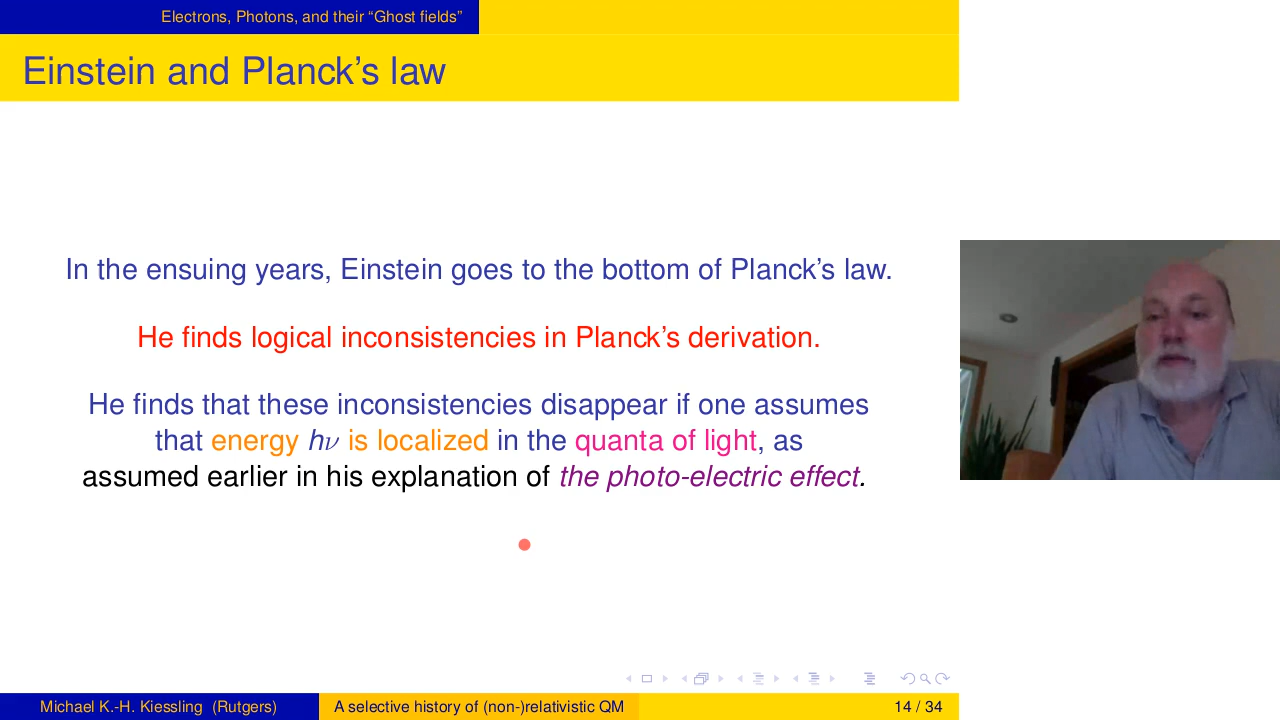 Electrons, Photons, and their “Ghost fields”
Einstein and Planck’s law
In the ensuing years, Einstein goes to the bottom of Planck’s law.
He finds logical inconsistencies in Planck’s derivation.
He finds that these inconsistencies disappear if one assumes
that energy hν is localized in the quanta of light, as
assumed earlier in his explanation of the photo-electric effect.
Michael K.-H. Kiessling (Rutgers) A selective history of (non-)relativistic QM 14 / 34